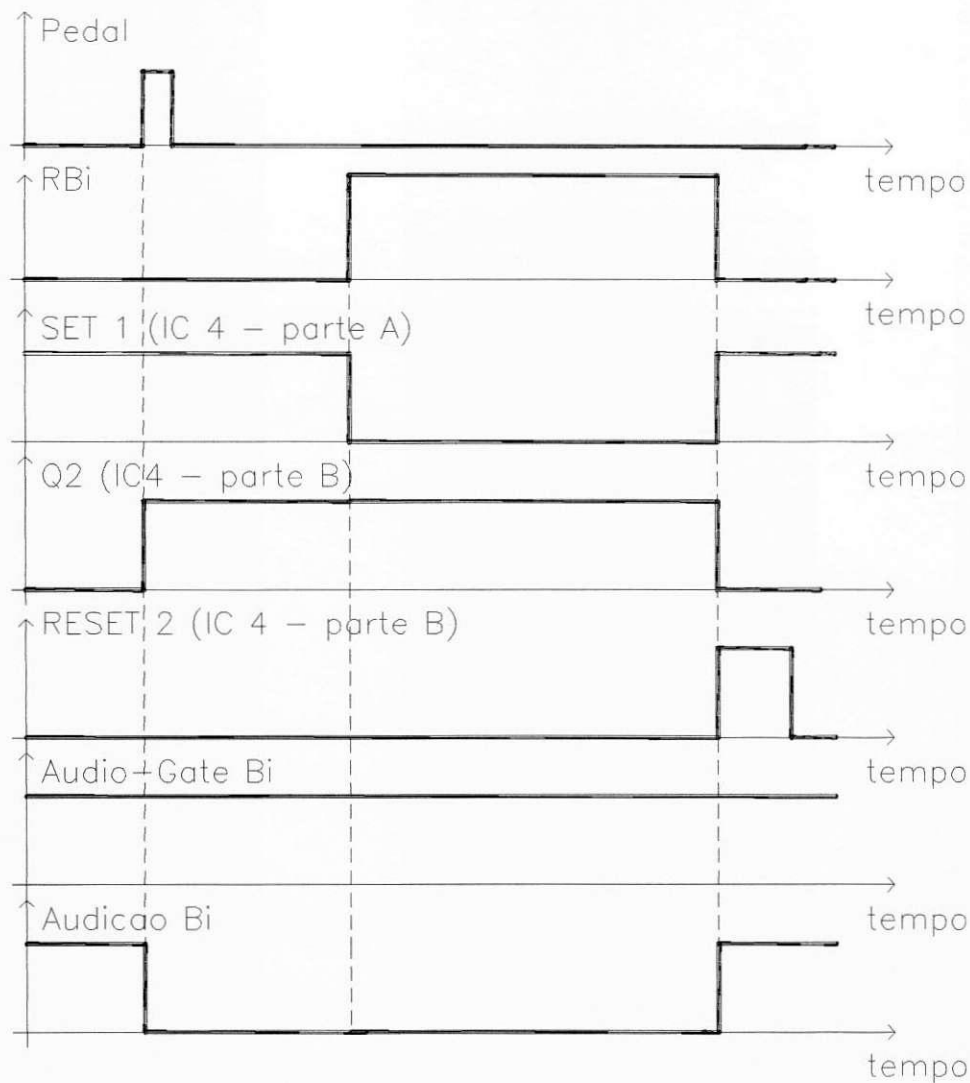 Pedal
tempo
RBi
tempo
SET 1 (IC 4 – parte A)
tempo
Q2 (IC4 – parte B)
tempo
RESET 2 (IC 4 – parte B)
tempo
Audio-Gate Bi
tempo
Audicao Bi
tempo